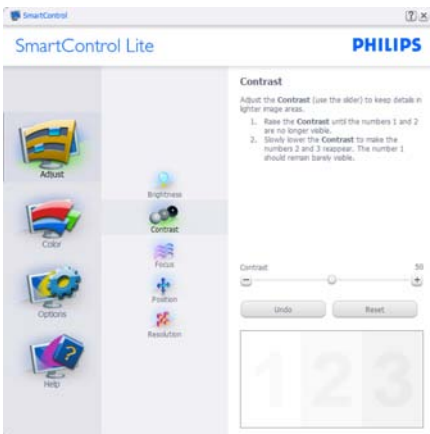 SmartControl
SmartControl Lite
PHILIPS
Adjust
Color
Options
Help
Brightness
Contrast
Focus
Position
Resolution
Contrast
Adjust the Contrast (use the slider) to keep details in
lighter image areas.
1. Raise the Contrast until the numbers 1 and 2
are no longer visible.
2. Slowly lower the Contrast to make the
numbers 2 and 3 reappear. The number 1
should remain barely visible.
Contrast 50
Undo Reset
1 2 3